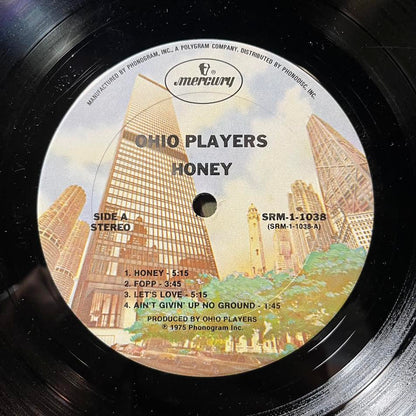 MANUFACTURED BY PHONOGRAM, INC., A POLYGRAM COMPANY. DISTRIBUTED BY PHONODISC, INC.
mercury
OHIO PLAYERS
HONEY
SIDE A
STEREO
SRM-1-1038
(SRM-1-1038-A)
1. HONEY - 5:15
2. FOPP - 3:45
3. LET'S LOVE - 5:15
4. AIN'T GIVIN' UP NO GROUND - 1:45
PRODUCED BY OHIO PLAYERS
℗ 1975 Phonogram Inc.